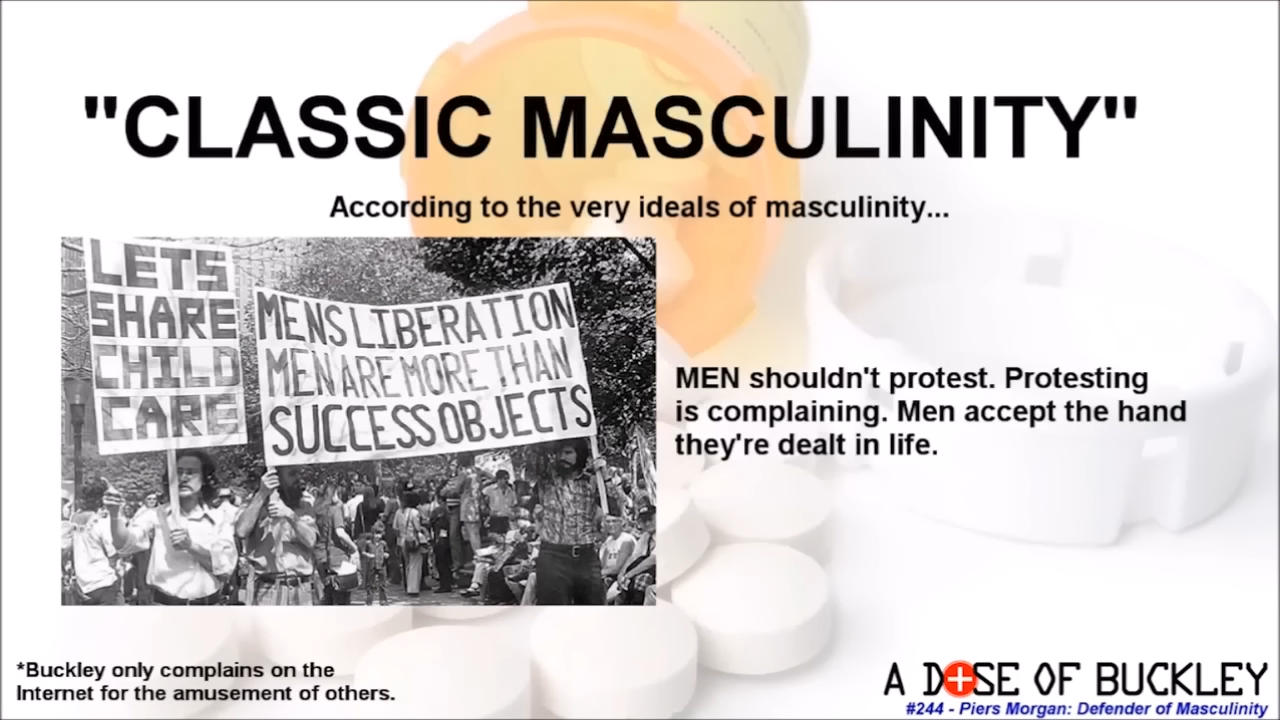 "CLASSIC MASCULINITY"
According to the very ideals of masculinity...
LETS
SHARE
CHILD
CARE
MENS LIBERATION
MEN ARE MORE THAN
SUCCESS OBJECTS
MEN shouldn't protest. Protesting
is complaining. Men accept the hand
they're dealt in life.
*Buckley only complains on the
Internet for the amusement of others.
A DOSE OF BUCKLEY
#244 - Piers Morgan: Defender of Masculinity